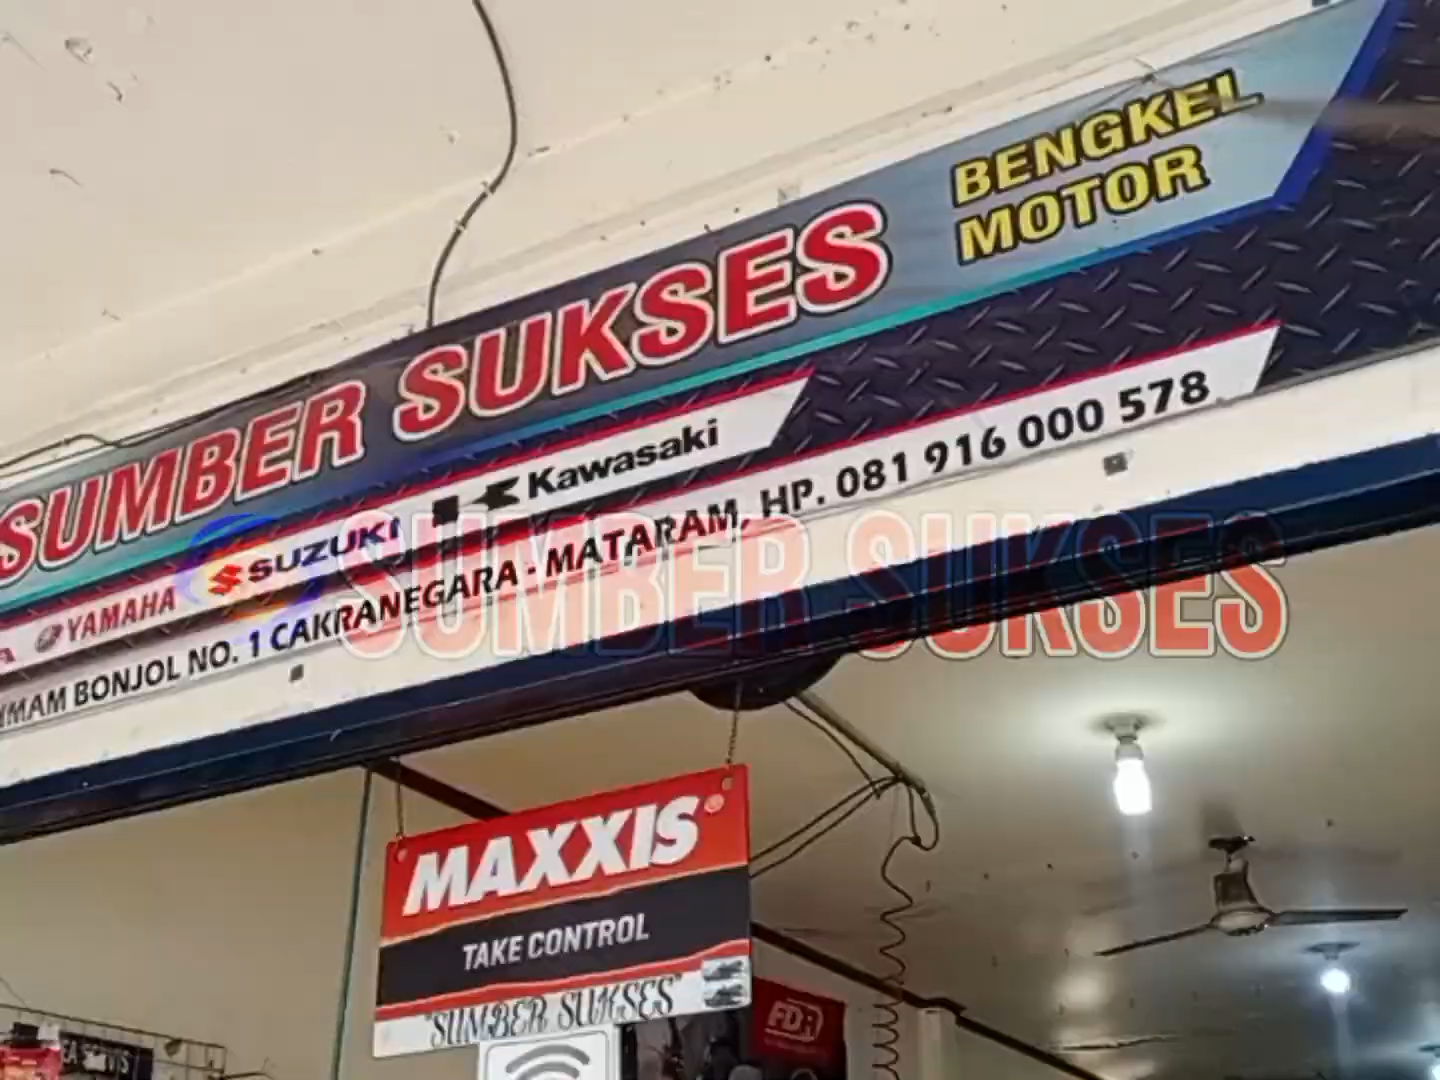 SUMBER SUKSES
BENGKEL
MOTOR
YAMAHA
SUZUKI
Kawasaki
IMAM BONJOL NO. 1 CAKRANEGARA - MATARAM, HP. 081 916 000 578
SUMBER SUKSES
MAXXIS
TAKE CONTROL
"SUMBER SUKSES"
FDR